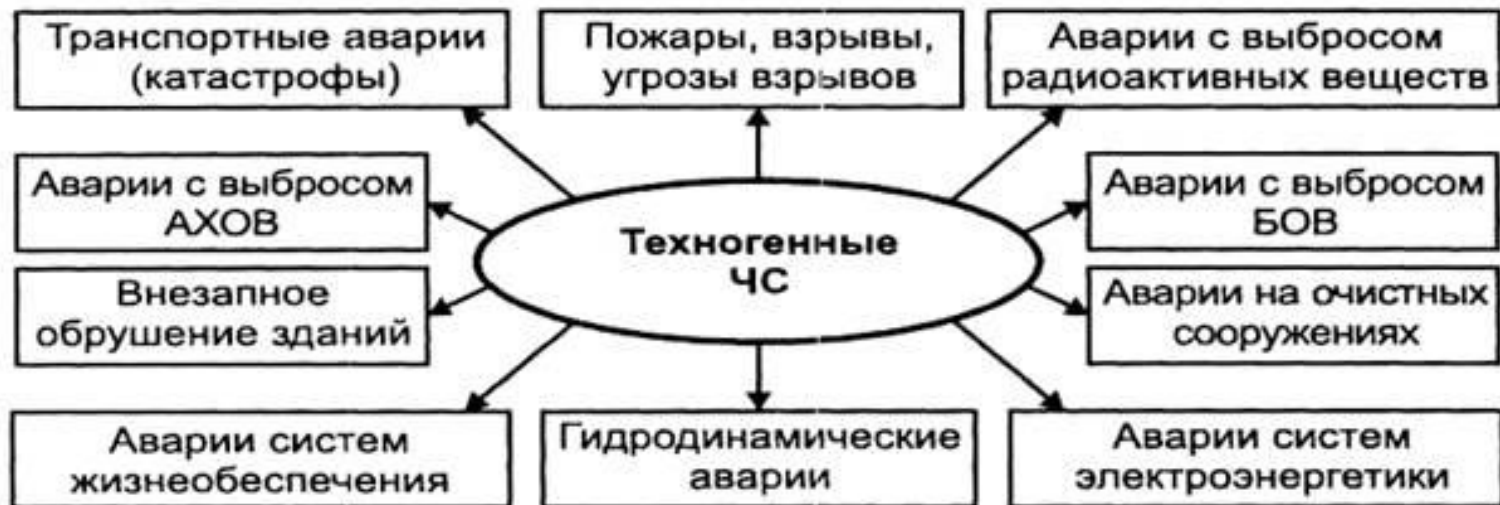 Транспортные аварии
(катастрофы)
Пожары, взрывы,
угрозы взрывов
Аварии с выбросом
радиоактивных веществ
Аварии с выбросом
АХОВ
Аварии с выбросом
БОВ
Техногенные
ЧС
Внезапное
обрушение зданий
Аварии на очистных
сооружениях
Аварии систем
жизнеобеспечения
Гидродинамические
аварии
Аварии систем
электроэнергетики